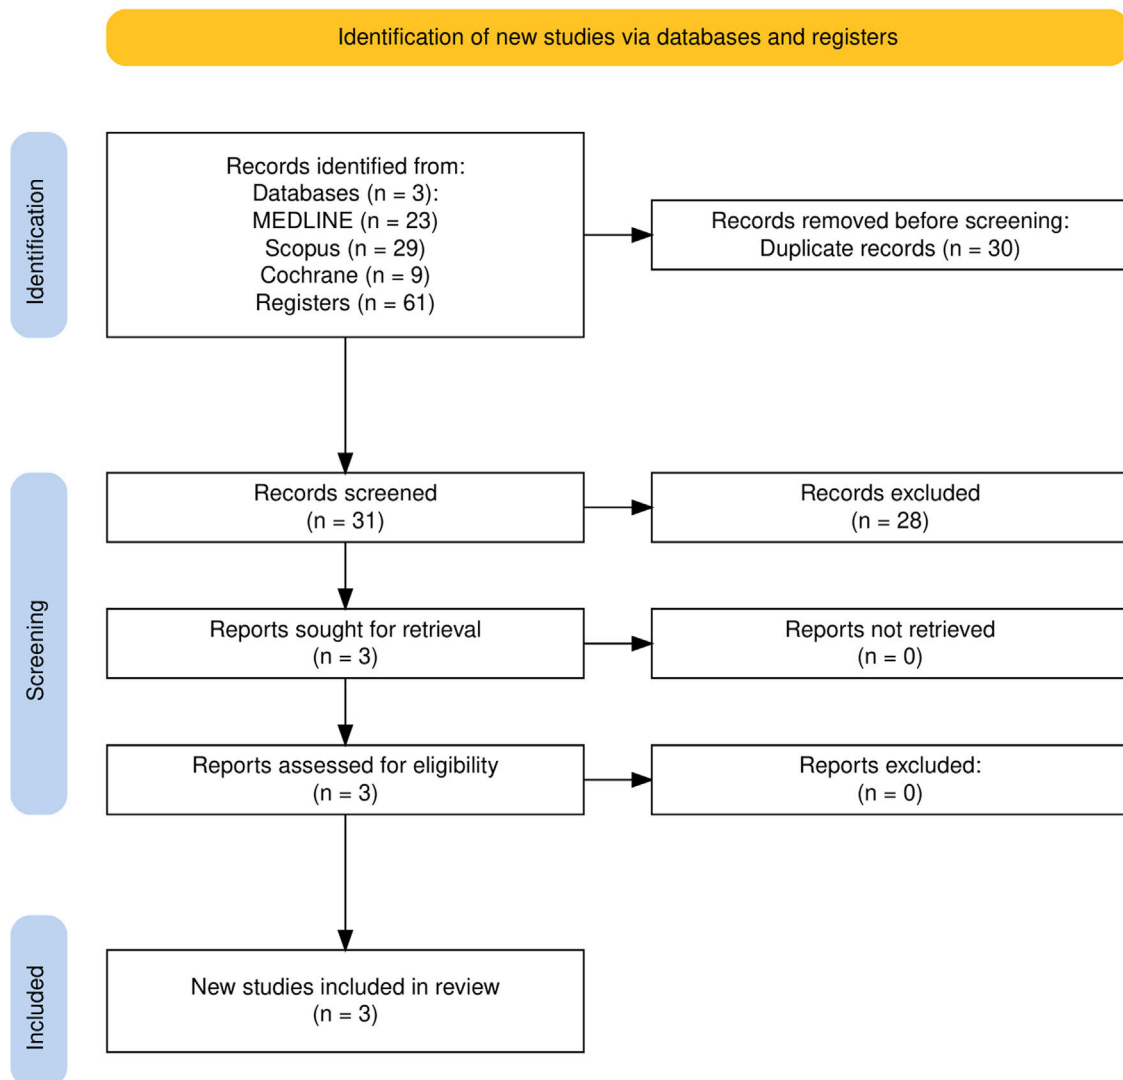 Identification of new studies via databases and registers
Identification
Records identified from:
Databases (n = 3):
MEDLINE (n = 23)
Scopus (n = 29)
Cochrane (n = 9)
Registers (n = 61)
Records removed before screening:
Duplicate records (n = 30)
Screening
Records screened
(n = 31)
Records excluded
(n = 28)
Reports sought for retrieval
(n = 3)
Reports not retrieved
(n = 0)
Reports assessed for eligibility
(n = 3)
Reports excluded:
(n = 0)
Included
New studies included in review
(n = 3)